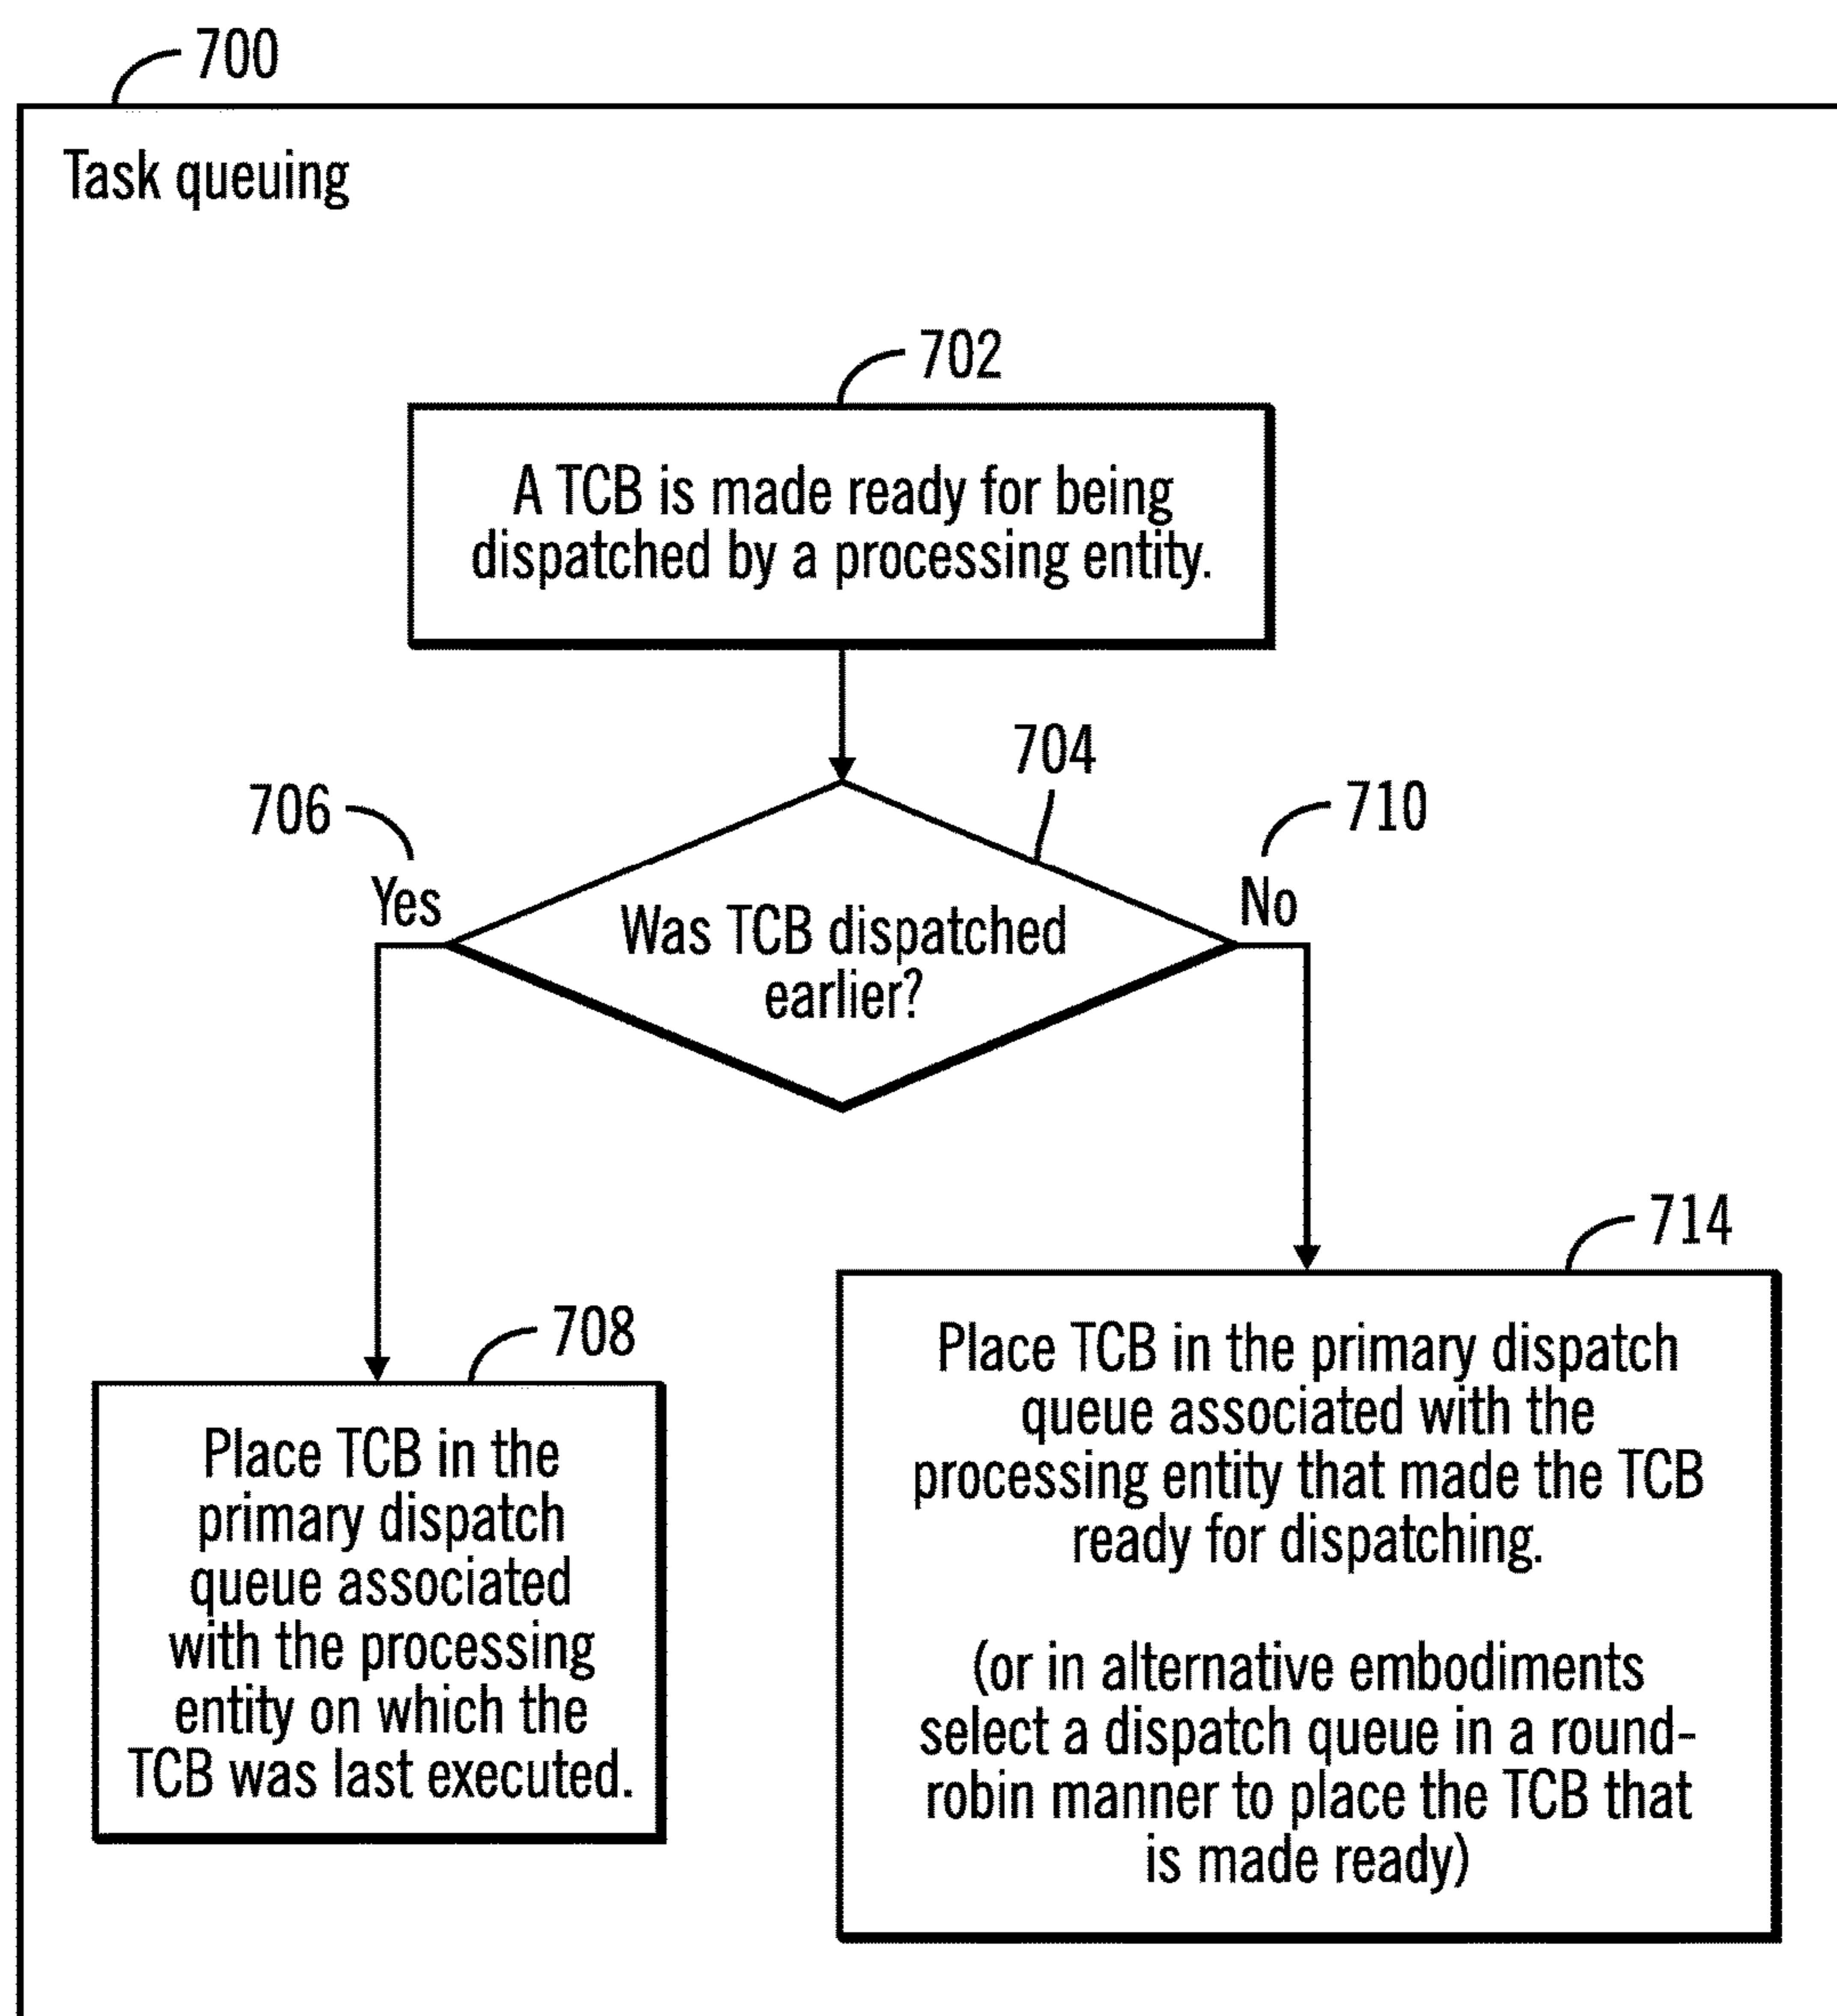 700
Task queuing
702
A TCB is made ready for being
dispatched by a processing entity.
704
706
710
Yes
No
Was TCB dispatched
earlier?
714
708
Place TCB in the primary dispatch
queue associated with the
processing entity that made the TCB
ready for dispatching.
(or in alternative embodiments
select a dispatch queue in a round-
robin manner to place the TCB that
is made ready)
Place TCB in the
primary dispatch
queue associated
with the processing
entity on which the
TCB was last executed.